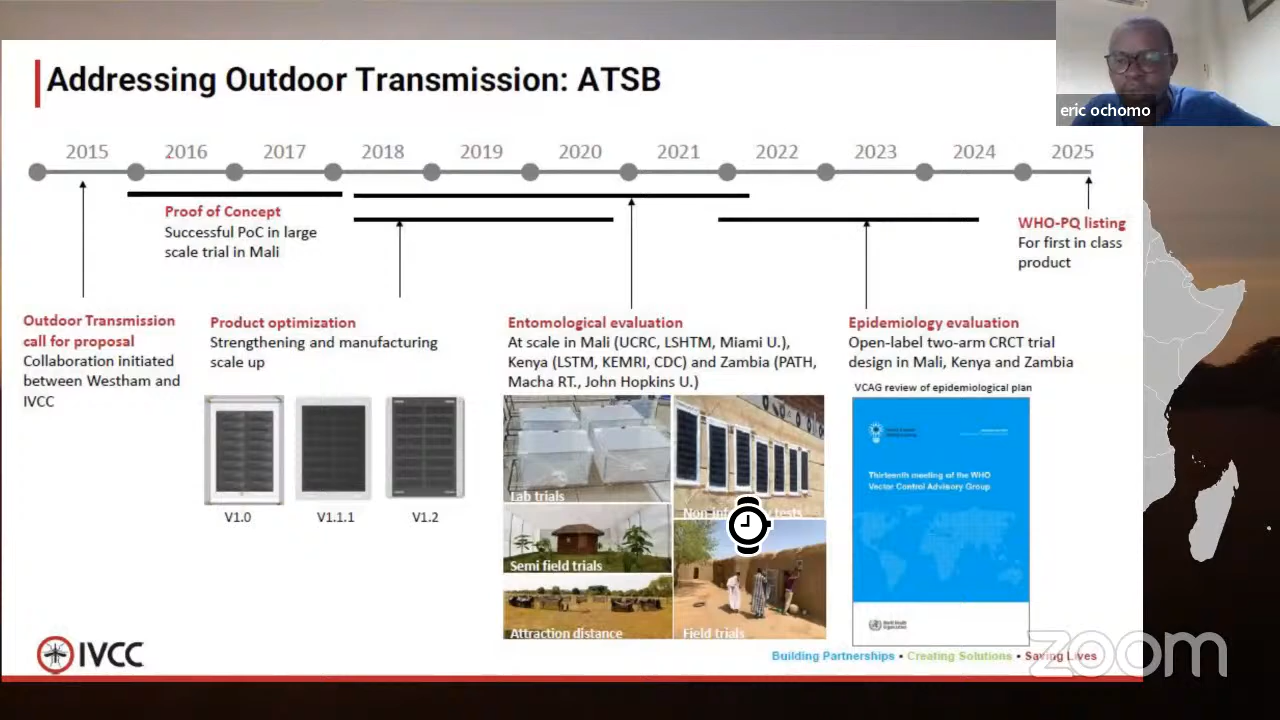 Addressing Outdoor Transmission: ATSB
eric ochomo
2015 2016 2017 2018 2019 2020 2021 2022 2023 2024 2025
Proof of Concept
Successful PoC in large
scale trial in Mali
WHO-PQ listing
For first in class
product
Outdoor Transmission
call for proposal
Collaboration initiated
between Westham and
IVCC
Product optimization
Strengthening and manufacturing
scale up
V1.0 V1.1.1 V1.2
Entomological evaluation
At scale in Mali (UCRC, LSHTM, Miami U.),
Kenya (LSTM, KEMRI, CDC) and Zambia (PATH,
Macha RT., John Hopkins U.)
Lab trials
tests
Semi field trials
Attraction distance
Field trials
Epidemiology evaluation
Open-label two-arm CRCT trial
design in Mali, Kenya and Zambia
VCAG review of epidemiological plan
Thirteenth meeting of the WHO
Vector Control Advisory Group
World Health
Organization
IVCC
Building Partnerships • Creating Solutions • Saving Lives
zoom